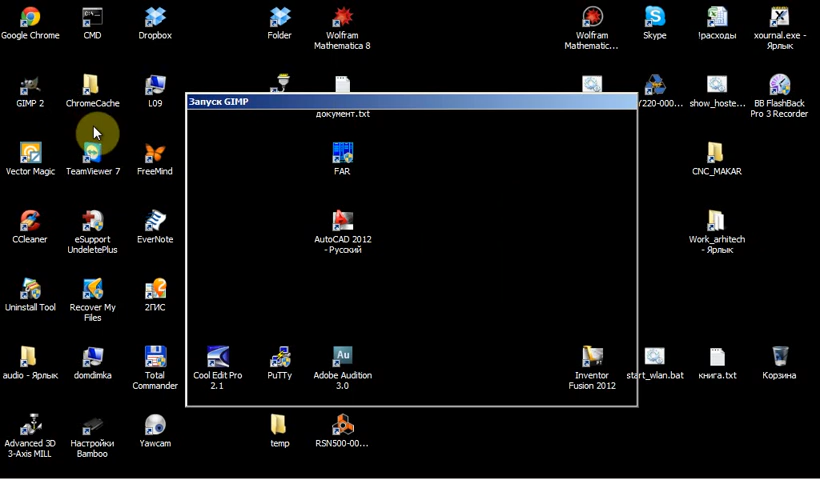 Google Chrome
CMD
Dropbox
Folder
Wolfram
Mathematica 8
Wolfram
Mathematic...
Skype
!расходы
xournal.exe -
Ярлык
Запуск GIMP
GIMP 2
ChromeCache
L09
документ.txt
Y220-000...
show_hoste...
BB FlashBack
Pro 3 Recorder
Vector Magic
TeamViewer 7
FreeMind
FAR
CNC_MAKAR
CCleaner
eSupport
UndeletePlus
EverNote
AutoCAD 2012
- Русский
Work_arhitech
- Ярлык
Uninstall Tool
Recover My
Files
2ГИС
audio - Ярлык
domdimka
Total
Commander
Cool Edit Pro
2.1
PuTTy
Adobe Audition
3.0
Inventor
Fusion 2012
start_wlan.bat
книга.txt
Корзина
Advanced 3D
3-Axis MILL
Настройки
Bamboo
Yawcam
temp
RSN500-00...